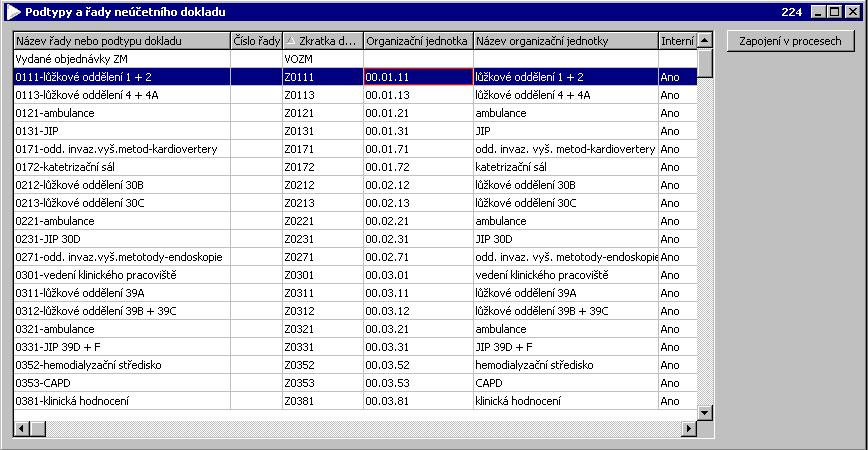 Podtypy a řady neúčetního dokladu 224
Název řady nebo podtypu dokladu Číslo řady Zkratka d... Organizační jednotka Název organizační jednotky Interní Zapojení v procesech
Vydané objednávky ZM VOZM
0111-lůžkové oddělení 1 + 2 Z0111 00.01.11 lůžkové oddělení 1 + 2 Ano
0113-lůžkové oddělení 4 + 4A Z0113 00.01.13 lůžkové oddělení 4 + 4A Ano
0121-ambulance Z0121 00.01.21 ambulance Ano
0131-JIP Z0131 00.01.31 JIP Ano
0171-odd. invaz.vyš.metod-kardiovertery Z0171 00.01.71 odd. invaz. vyš. metod-kardiovertery Ano
0172-katetrizační sál Z0172 00.01.72 katetrizační sál Ano
0212-lůžkové oddělení 30B Z0212 00.02.12 lůžkové oddělení 30B Ano
0213-lůžkové oddělení 30C Z0213 00.02.13 lůžkové oddělení 30C Ano
0221-ambulance Z0221 00.02.21 ambulance Ano
0231-JIP 30D Z0231 00.02.31 JIP 30D Ano
0271-odd. invaz.vyš.metotody-endoskopie Z0271 00.02.71 odd. invaz. vyš. metotody-endoskopie Ano
0301-vedení klinického pracoviště Z0301 00.03.01 vedení klinického pracoviště Ano
0311-lůžkové oddělení 39A Z0311 00.03.11 lůžkové oddělení 39A Ano
0312-lůžkové oddělení 39B + 39C Z0312 00.03.12 lůžkové oddělení 39B + 39C Ano
0321-ambulance Z0321 00.03.21 ambulance Ano
0331-JIP 39D + F Z0331 00.03.31 JIP 39D + F Ano
0352-hemodialyzační středisko Z0352 00.03.52 hemodialyzační středisko Ano
0353-CAPD Z0353 00.03.53 CAPD Ano
0381-klinická hodnocení Z0381 00.03.81 klinická hodnocení Ano